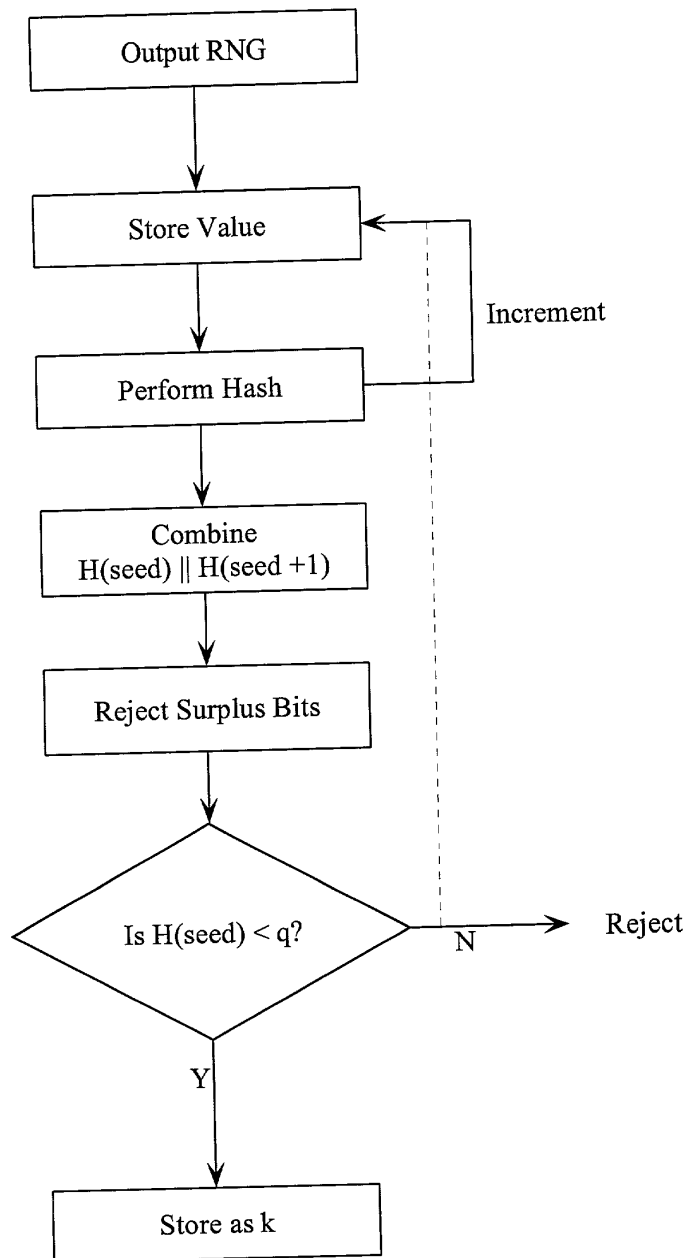 Output RNG
Store Value
Increment
Perform Hash
Combine
H(seed) || H(seed +1)
Reject Surplus Bits
Is H(seed) < q?
N
Reject
Y
Store as k